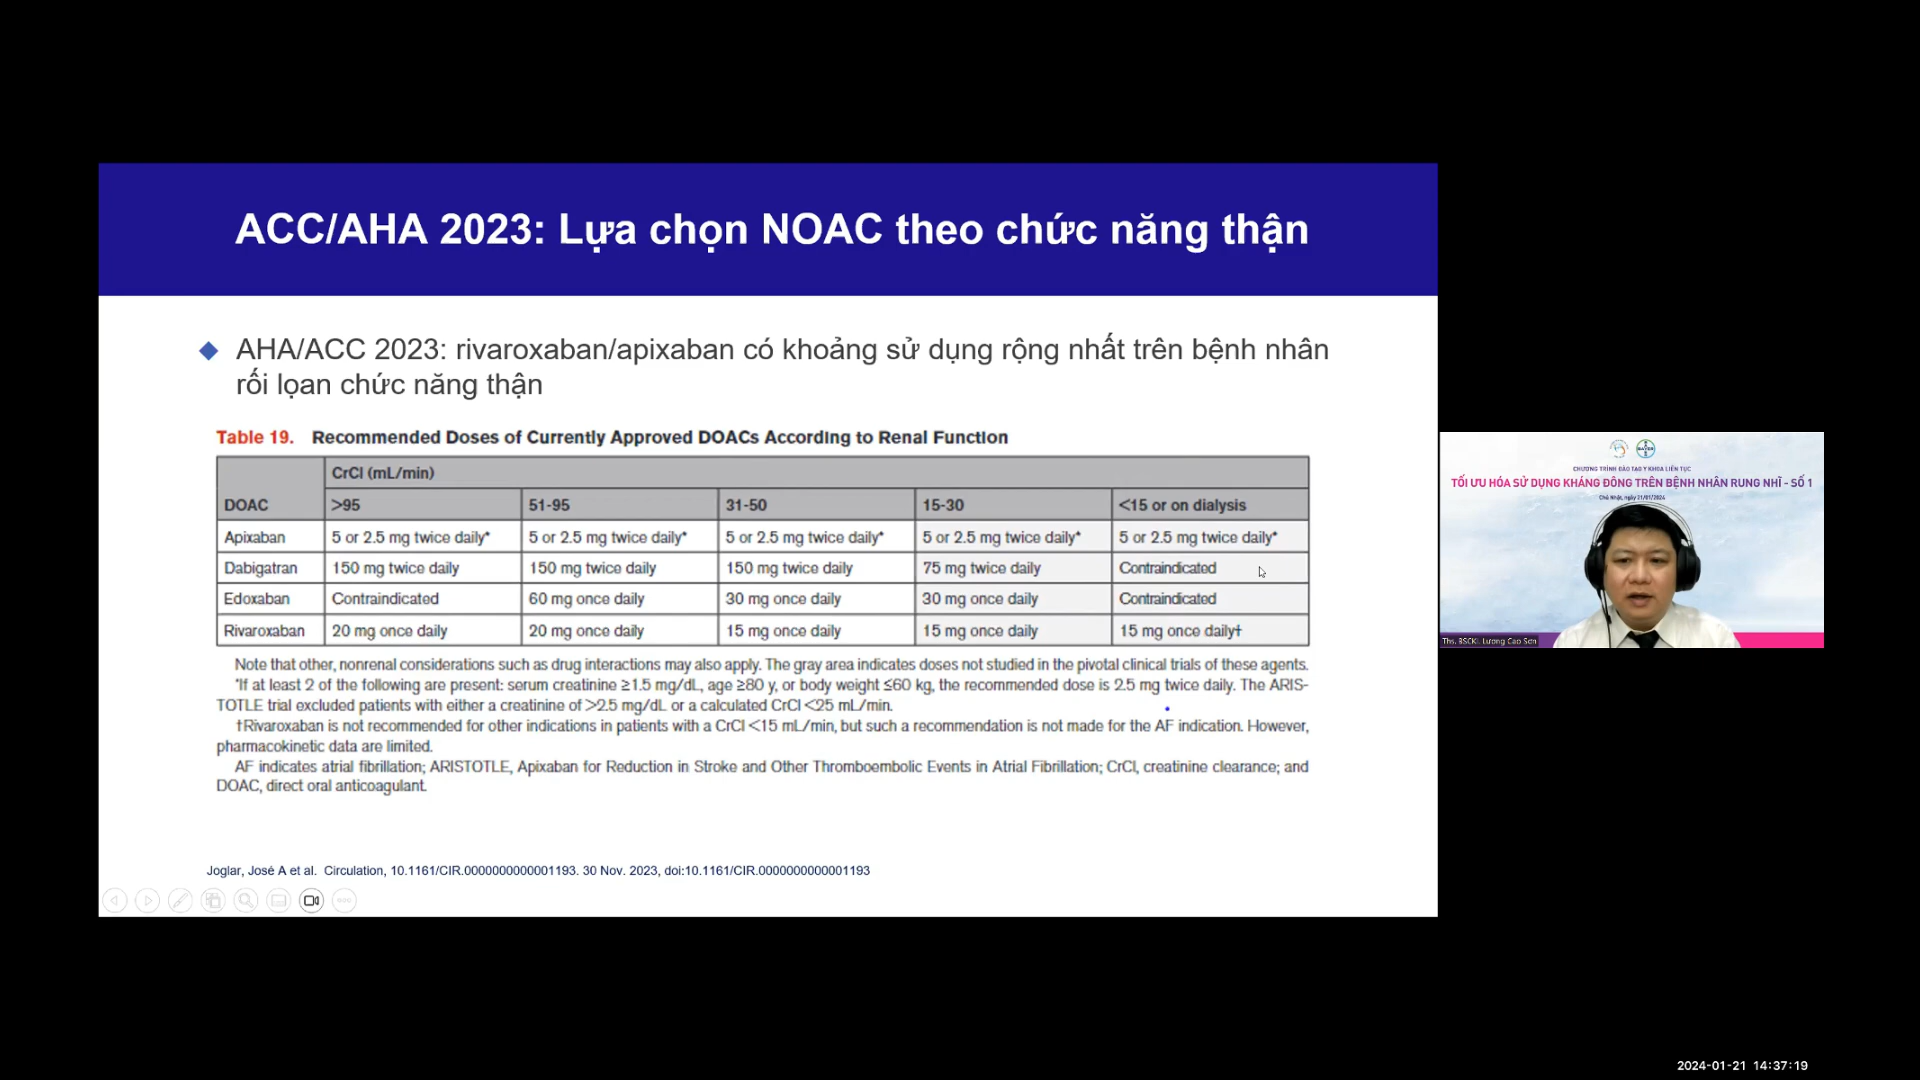 ACC/AHA 2023: Lựa chọn NOAC theo chức năng thận
AHA/ACC 2023: rivaroxaban/apixaban có khoảng sử dụng rộng nhất trên bệnh nhân
rối lọan chức năng thận
Table 19. Recommended Doses of Currently Approved DOACs According to Renal Function
CrCl (mL/min)
DOAC >95 51-95 31-50 15-30 <15 or on dialysis
Apixaban 5 or 2.5 mg twice daily* 5 or 2.5 mg twice daily* 5 or 2.5 mg twice daily* 5 or 2.5 mg twice daily* 5 or 2.5 mg twice daily*
Dabigatran 150 mg twice daily 150 mg twice daily 150 mg twice daily 75 mg twice daily Contraindicated
Edoxaban Contraindicated 60 mg once daily 30 mg once daily 30 mg once daily Contraindicated
Rivaroxaban 20 mg once daily 20 mg once daily 15 mg once daily 15 mg once daily 15 mg once daily†
Note that other, nonrenal considerations such as drug interactions may also apply. The gray area indicates doses not studied in the pivotal clinical trials of these agents.
*If at least 2 of the following are present: serum creatinine ≥1.5 mg/dL, age ≥80 y, or body weight ≤60 kg, the recommended dose is 2.5 mg twice daily. The ARIS-
TOTLE trial excluded patients with either a creatinine of >2.5 mg/dL or a calculated CrCl <25 mL/min.
†Rivaroxaban is not recommended for other indications in patients with a CrCl <15 mL/min, but such a recommendation is not made for the AF indication. However,
pharmacokinetic data are limited.
AF indicates atrial fibrillation; ARISTOTLE, Apixaban for Reduction in Stroke and Other Thromboembolic Events in Atrial Fibrillation; CrCl, creatinine clearance; and
DOAC, direct oral anticoagulant.
Joglar, José A et al. Circulation, 10.1161/CIR.0000000000001193. 30 Nov. 2023, doi:10.1161/CIR.0000000000001193
CHƯƠNG TRÌNH ĐÀO TẠO Y KHOA LIÊN TỤC
TỐI ƯU HÓA SỬ DỤNG KHÁNG ĐÔNG TRÊN BỆNH NHÂN RUNG NHĨ - SỐ 1
Chủ Nhật, ngày 21/01/2024
Ths. BSCKI. Lương Cao Sơn
2024-01-21 14:37:19